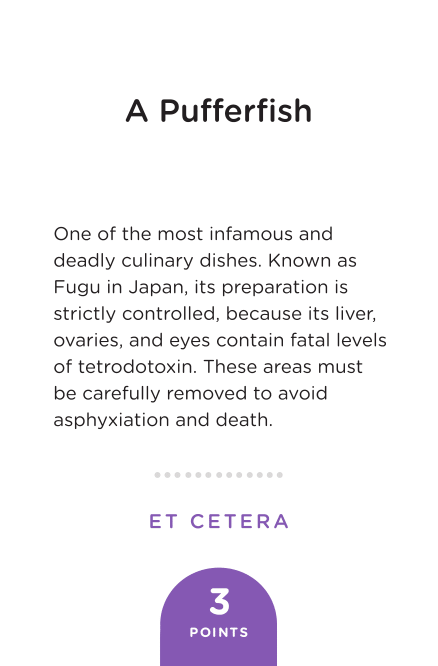 A Pufferfish
One of the most infamous and
deadly culinary dishes. Known as
Fugu in Japan, its preparation is
strictly controlled, because its liver,
ovaries, and eyes contain fatal levels
of tetrodotoxin. These areas must
be carefully removed to avoid
asphyxiation and death.
ET CETERA
3
POINTS